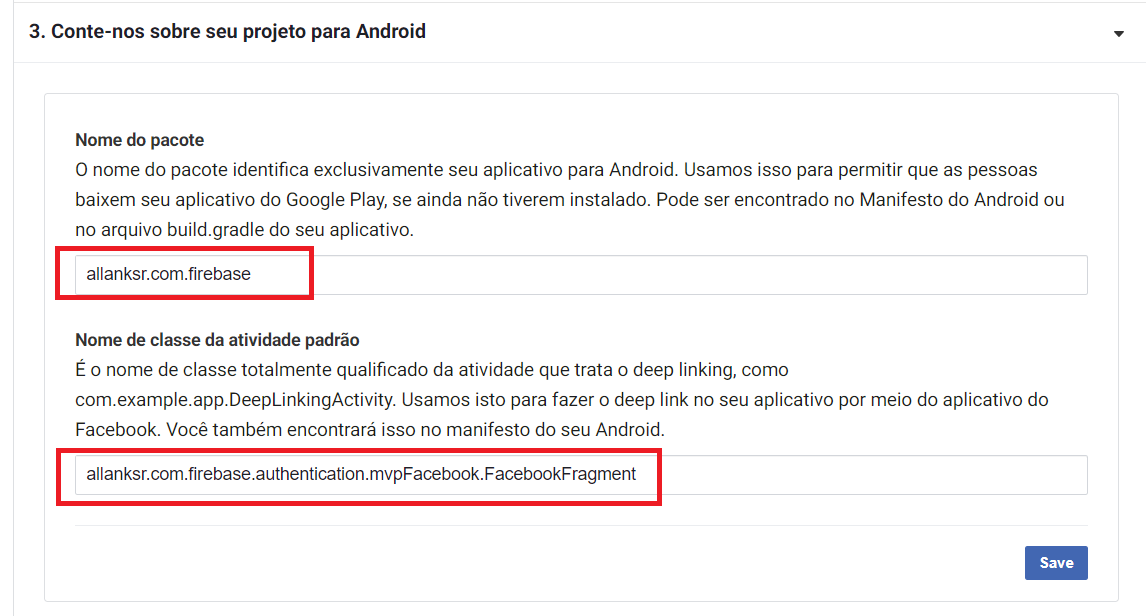 3. Conte-nos sobre seu projeto para Android
Nome do pacote
O nome do pacote identifica exclusivamente seu aplicativo para Android. Usamos isso para permitir que as pessoas
baixem seu aplicativo do Google Play, se ainda não tiverem instalado. Pode ser encontrado no Manifesto do Android ou
no arquivo build.gradle do seu aplicativo.
allanksr.com.firebase
Nome de classe da atividade padrão
É o nome de classe totalmente qualificado da atividade que trata o deep linking, como
com.example.app.DeepLinkingActivity. Usamos isto para fazer o deep link no seu aplicativo por meio do aplicativo do
Facebook. Você também encontrará isso no manifesto do seu Android.
allanksr.com.firebase.authentication.mvpFacebook.FacebookFragment
Save